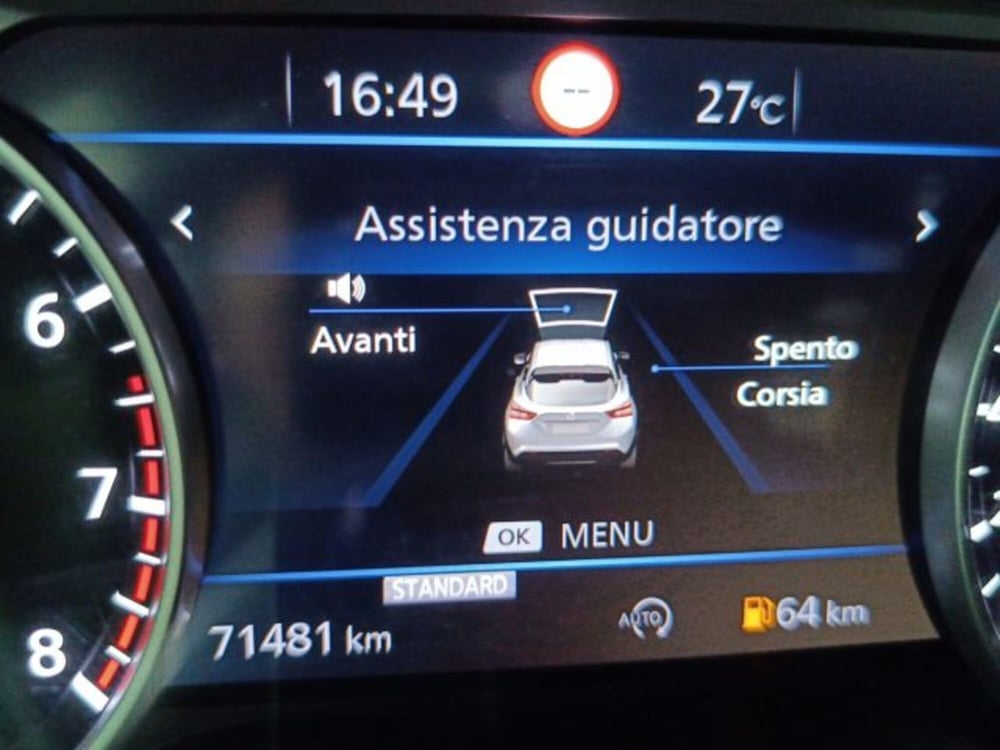 16:49
--
27°C
Assistenza guidatore
Avanti
Spento
Corsia
OK MENU
STANDARD
71481 km
AUTO
64 km
6
7
8